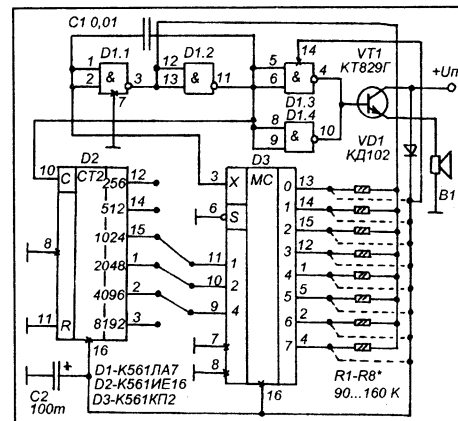 C1 0,01
D1.1
D1.2
14
VT1
КТ829Г
+Uп
1
2
3
7
12
13
11
5
6
4
D1.3
D1.4
8
9
10
VD1
КД102
B1
D2
D3
10
C
CT2
256
12
512
14
1024
15
2048
1
4096
2
8192
3
8
11
R
16
3
X
MC
6
S
11
1
10
2
9
4
7
8
16
0
13
1
14
2
15
3
12
4
1
5
5
6
2
7
4
C2
100m
+
D1-К561ЛА7
D2-К561ИЕ16
D3-К561КП2
R1-R8*
90...160 К